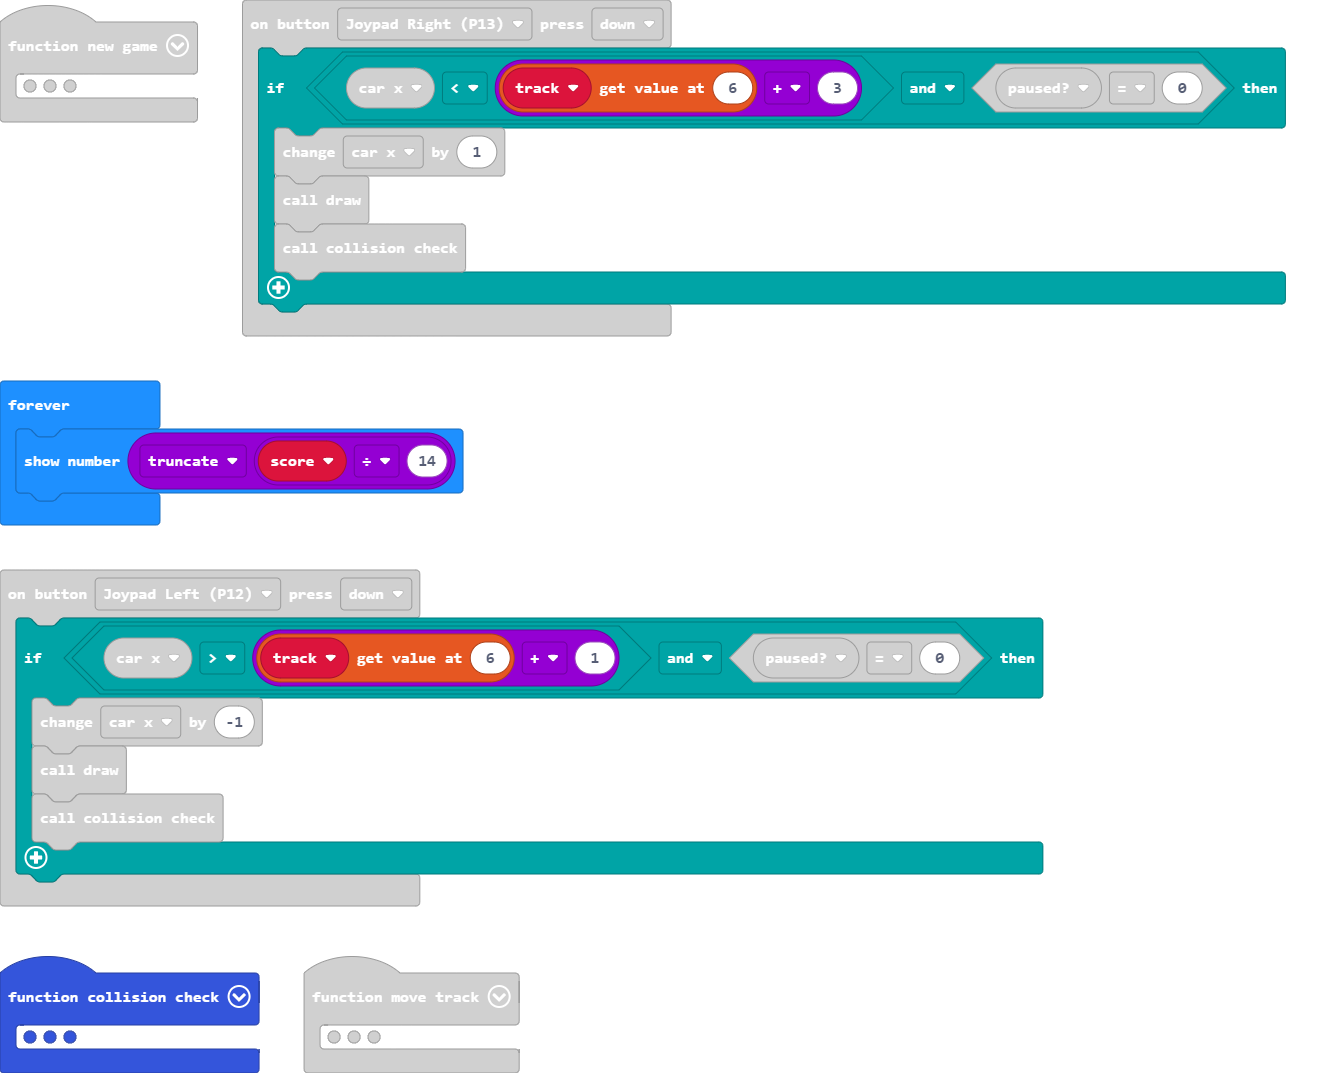 function new game
on button Joypad Right (P13) press down
if car x < track get value at 6 + 3 and paused? = 0 then
change car x by 1
call draw
call collision check
forever
show number truncate score ÷ 14
on button Joypad Left (P12) press down
if car x > track get value at 6 + 1 and paused? = 0 then
change car x by -1
call draw
call collision check
function collision check
function move track